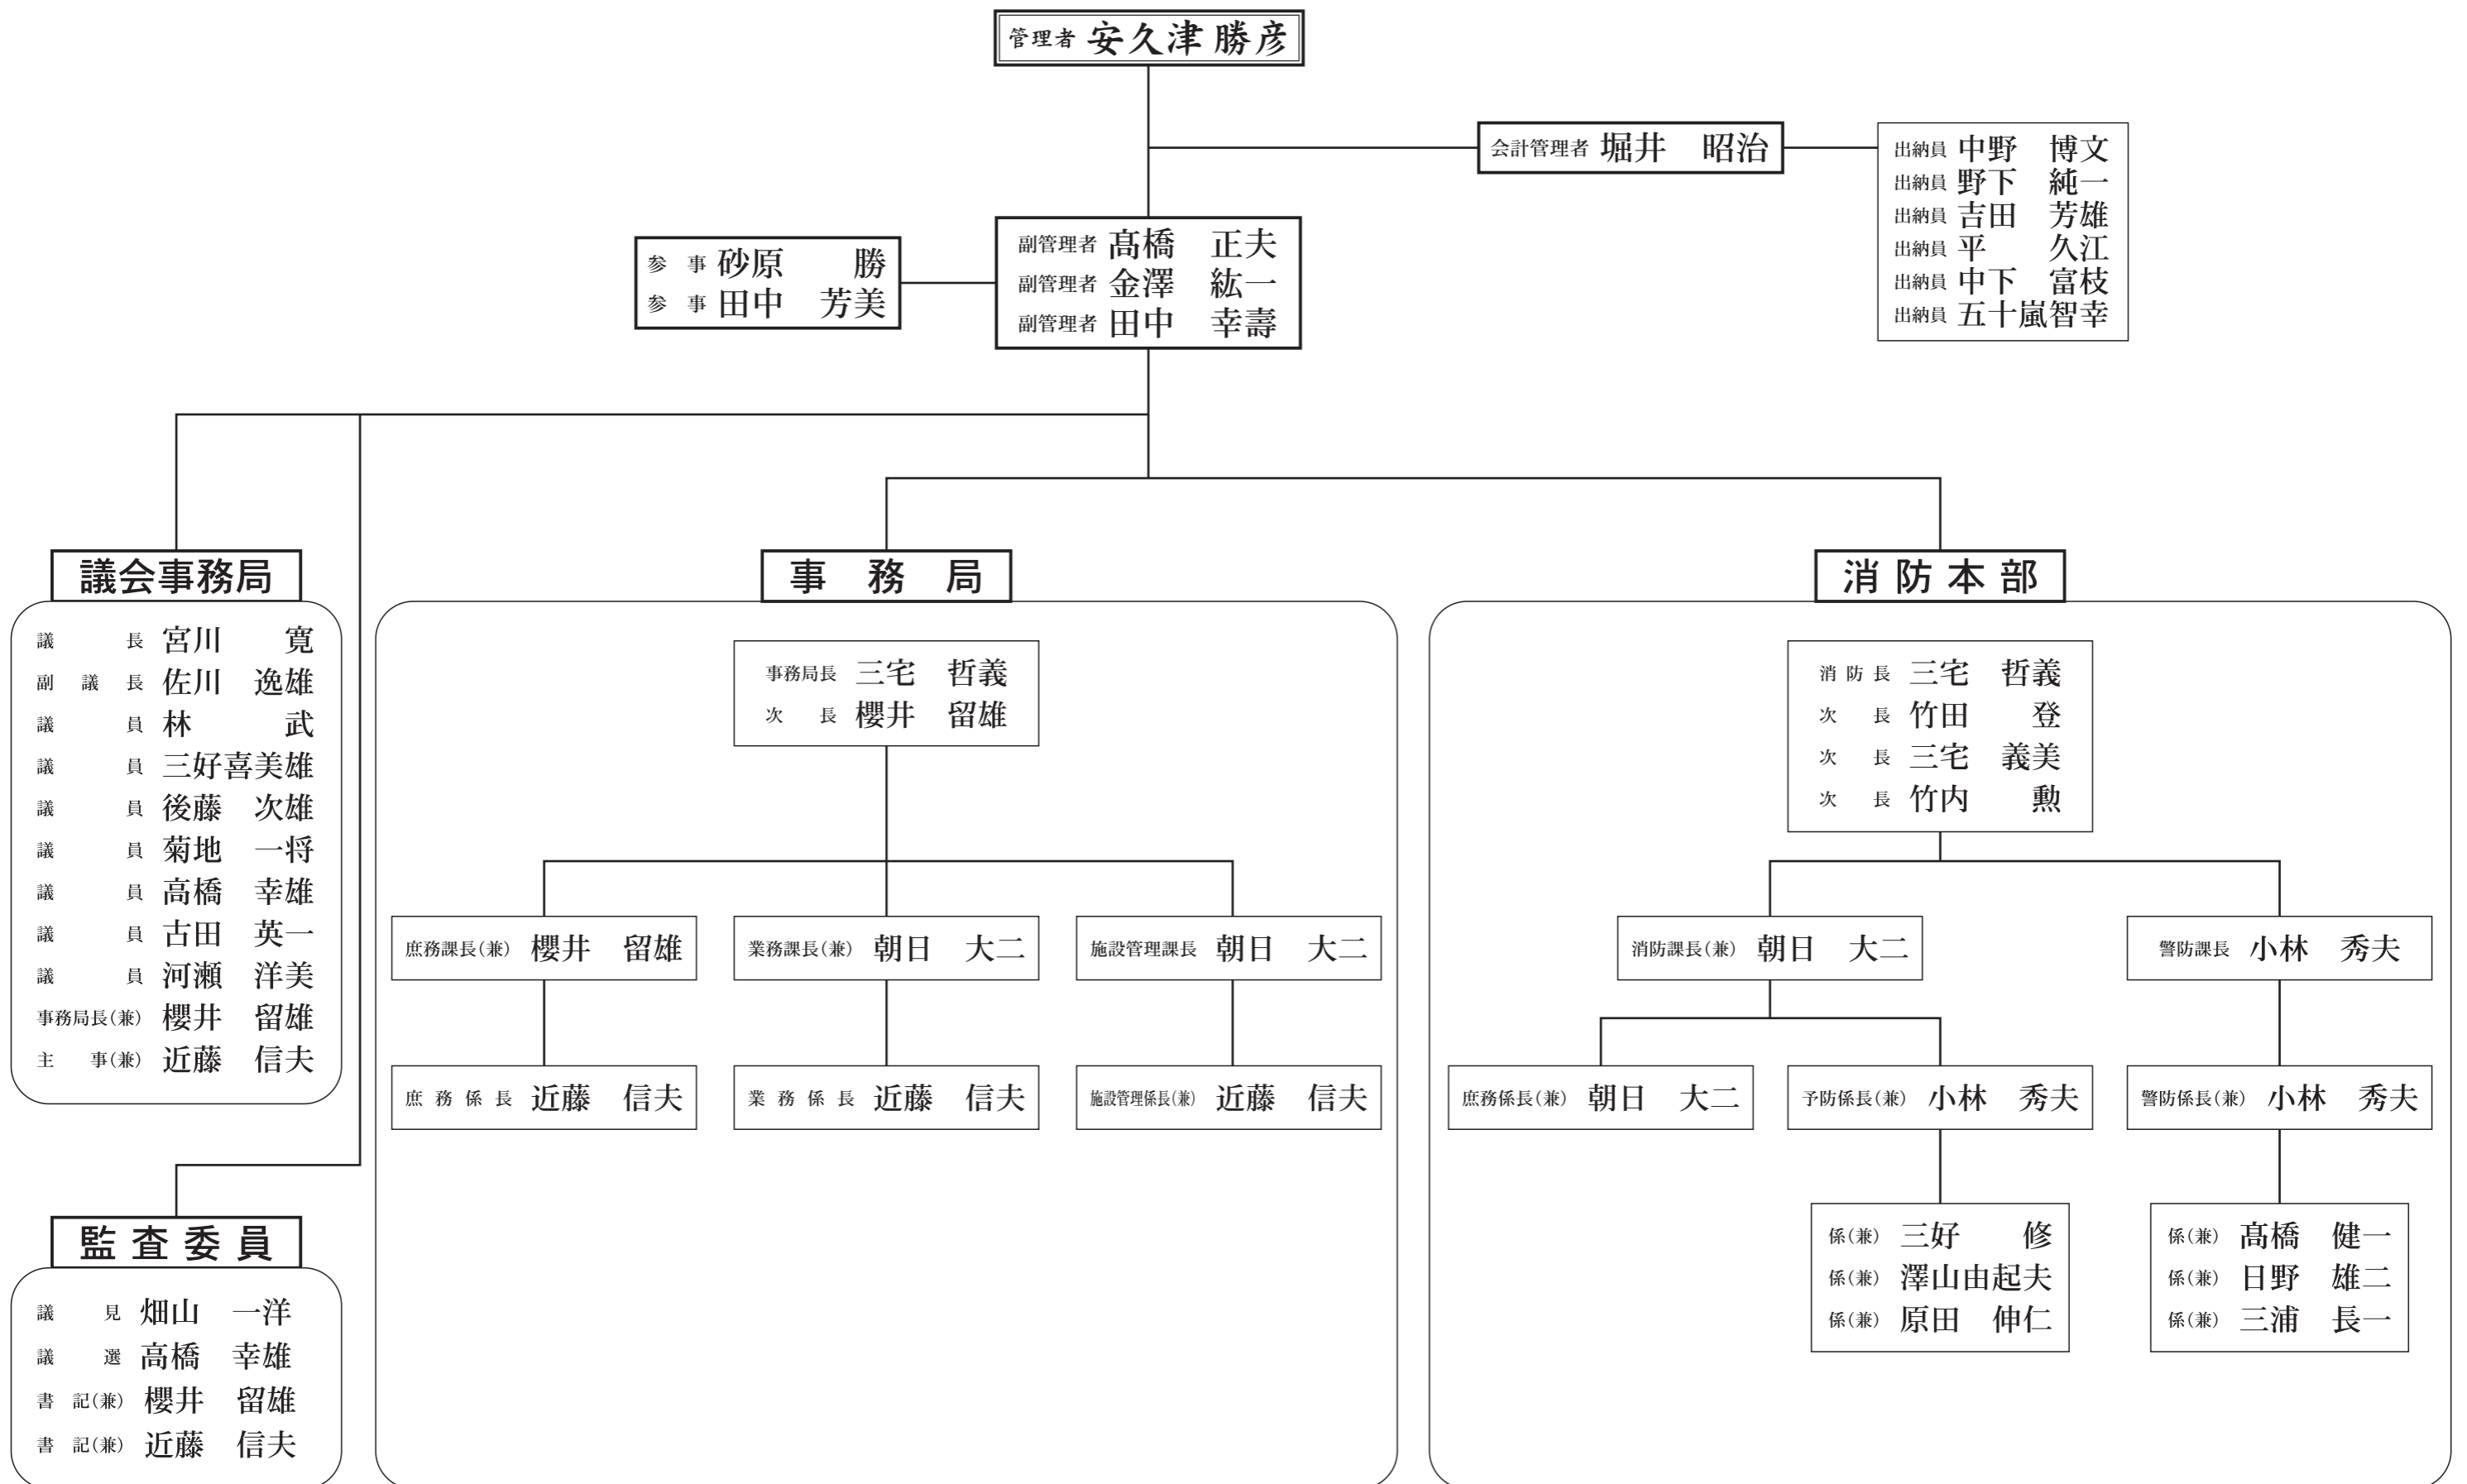 管理者 安久津 勝彦
会計管理者 堀井 昭治
出納員 中野 博文
出納員 野下 純一
出納員 吉田 芳雄
出納員 平 久江
出納員 中下 富枝
出納員 五十嵐智幸
参事 砂原 勝
参事 田中 芳美
副管理者 髙橋 正夫
副管理者 金澤 紘一
副管理者 田中 幸壽
議会事務局
議長 宮川 寛
副議長 佐川 逸雄
議員 林 武
議員 三好喜美雄
議員 後藤 次雄
議員 菊地 一将
議員 高橋 幸雄
議員 古田 英一
議員 河瀬 洋美
事務局長(兼) 櫻井 留雄
主事(兼) 近藤 信夫
監査委員
議見 畑山 一洋
議選 高橋 幸雄
書記(兼) 櫻井 留雄
書記(兼) 近藤 信夫
事務局
事務局長 三宅 哲義
次長 櫻井 留雄
庶務課長(兼) 櫻井 留雄
業務課長(兼) 朝日 大二
施設管理課長 朝日 大二
庶務係長 近藤 信夫
業務係長 近藤 信夫
施設管理係長(兼) 近藤 信夫
消防本部
消防長 三宅 哲義
次長 竹田 登
次長 三宅 義美
次長 竹内 勲
消防課長(兼) 朝日 大二
警防課長 小林 秀夫
庶務係長(兼) 朝日 大二
予防係長(兼) 小林 秀夫
警防係長(兼) 小林 秀夫
係(兼) 三好 修
係(兼) 澤山由起夫
係(兼) 原田 伸仁
係(兼) 髙橋 健一
係(兼) 日野 雄二
係(兼) 三浦 長一